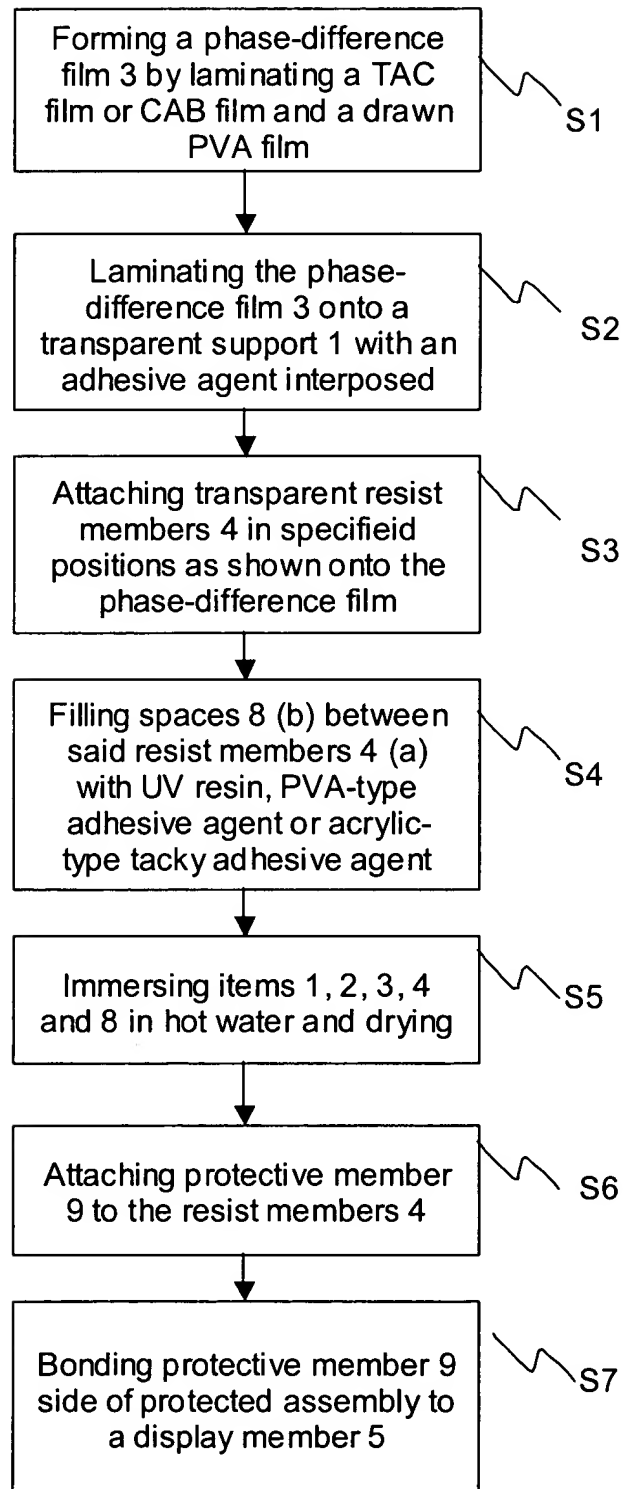 Forming a phase-difference
film 3 by laminating a TAC
film or CAB film and a drawn
PVA film
S1
Laminating the phase-
difference film 3 onto a
transparent support 1 with an
adhesive agent interposed
S2
Attaching transparent resist
members 4 in specifieid
positions as shown onto the
phase-difference film
S3
Filling spaces 8 (b) between
said resist members 4 (a)
with UV resin, PVA-type
adhesive agent or acrylic-
type tacky adhesive agent
S4
Immersing items 1, 2, 3, 4
and 8 in hot water and drying
S5
Attaching protective member
9 to the resist members 4
S6
Bonding protective member 9
side of protected assembly to
a display member 5
S7